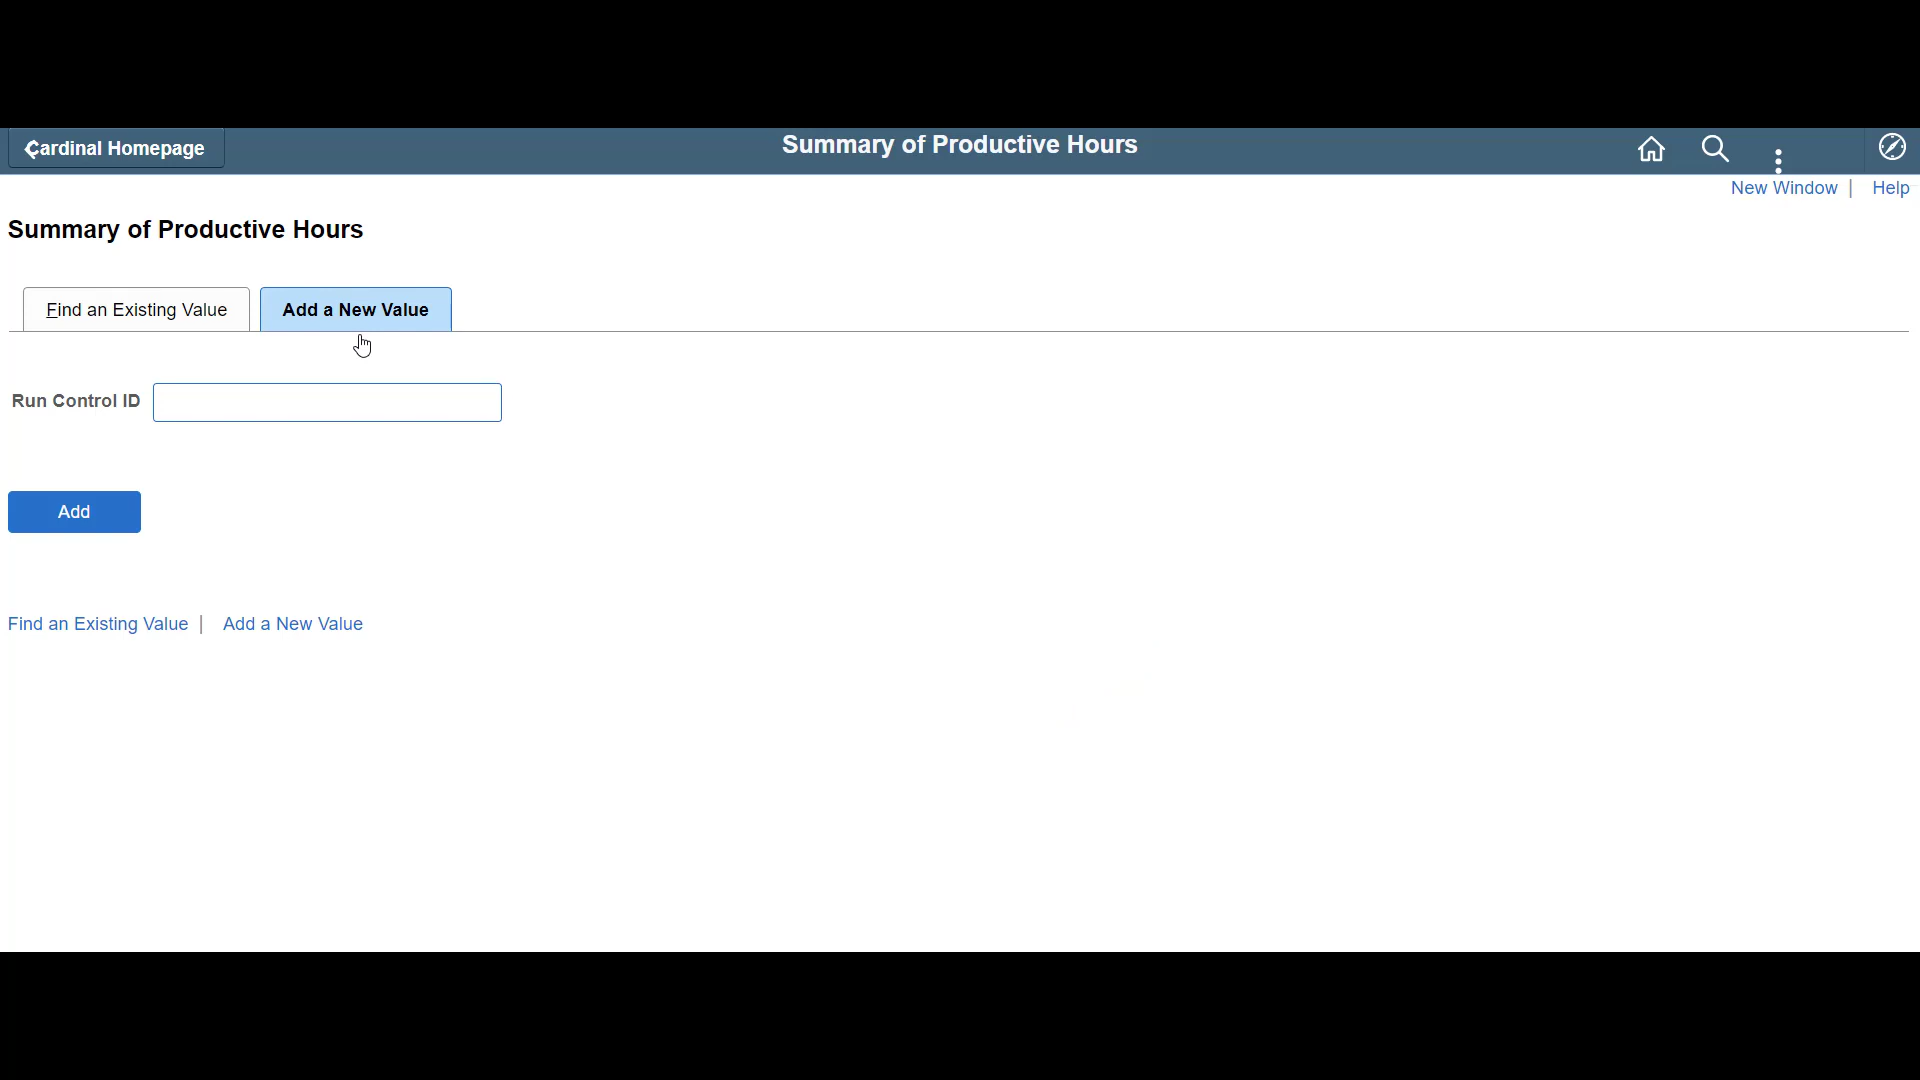 Cardinal Homepage
Summary of Productive Hours
New Window | Help
Summary of Productive Hours
Find an Existing Value
Add a New Value
Run Control ID
Add
Find an Existing Value | Add a New Value